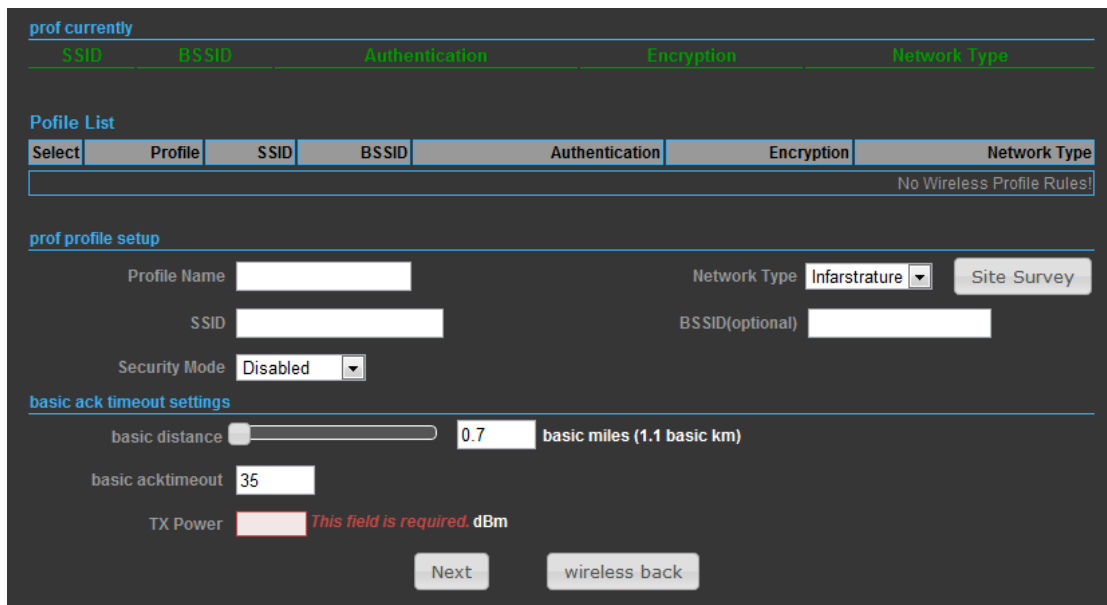 prof currently
SSID BSSID Authentication Encryption Network Type
Pofile List
Select Profile SSID BSSID Authentication Encryption Network Type
No Wireless Profile Rules!
prof profile setup
Profile Name Network Type Infarstrature Site Survey
SSID BSSID(optional)
Security Mode Disabled
basic ack timeout settings
basic distance 0.7 basic miles (1.1 basic km)
basic acktimeout 35
TX Power This field is required. dBm
Next wireless back